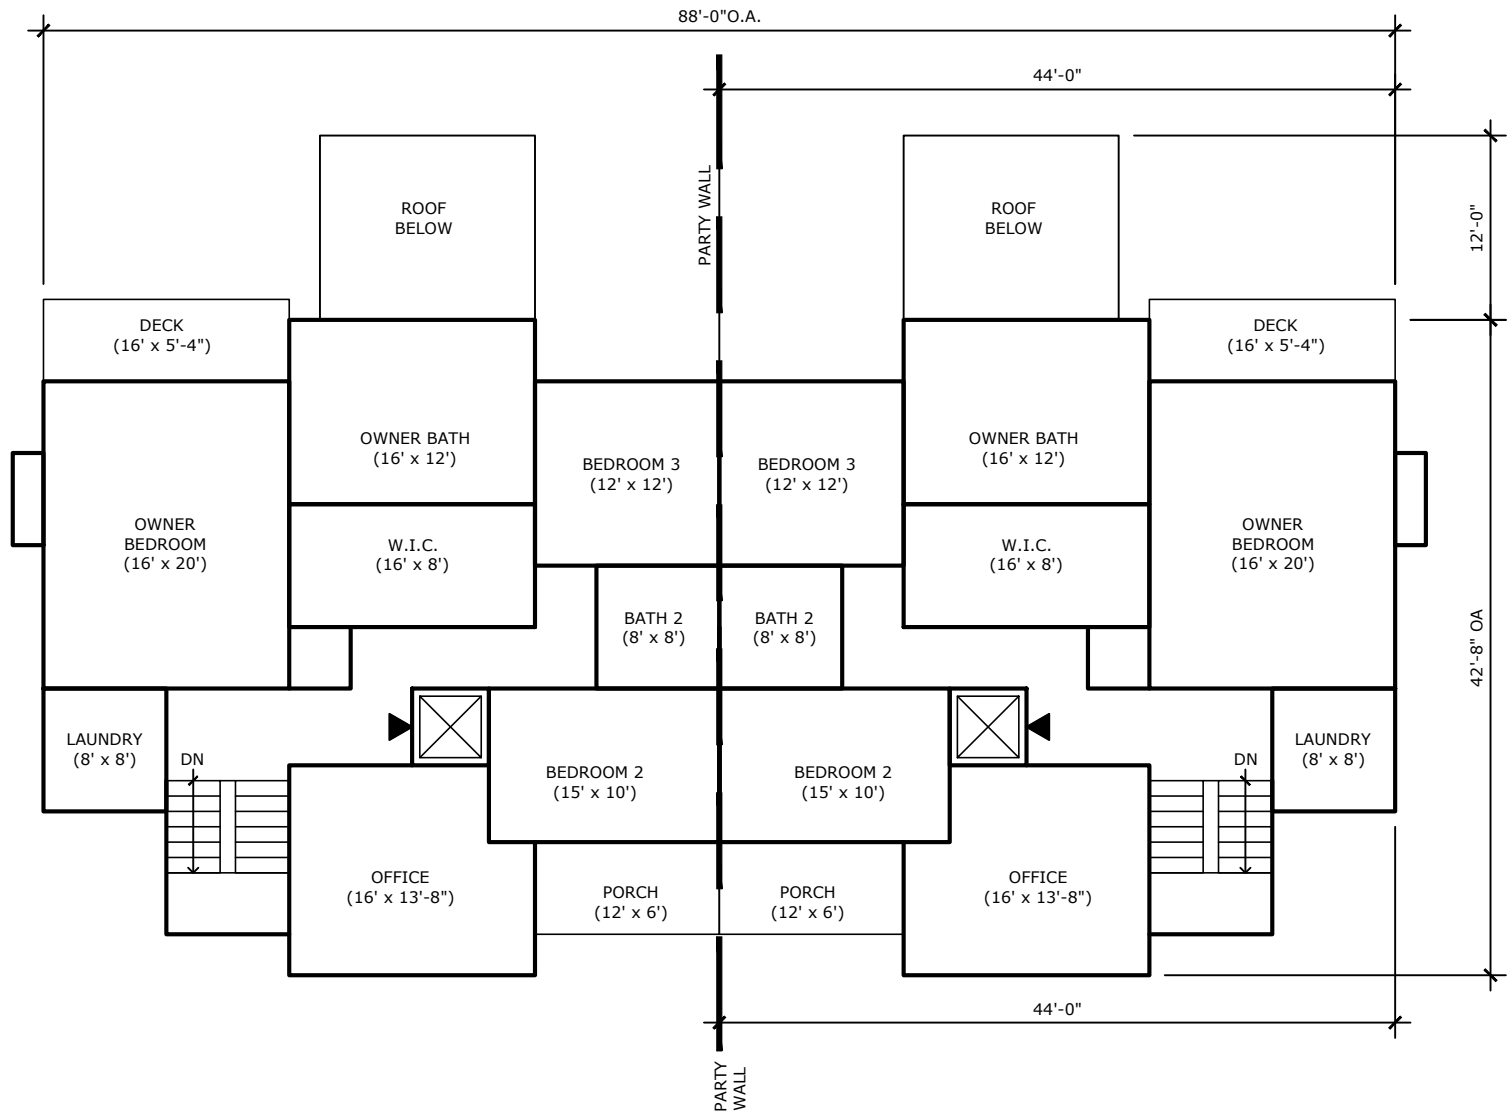 88'-0"O.A.
44'-0"
PARTY WALL
12'-0"
ROOF
BELOW
ROOF
BELOW
DECK
(16' x 5'-4")
DECK
(16' x 5'-4")
OWNER BATH
(16' x 12')
BEDROOM 3
(12' x 12')
BEDROOM 3
(12' x 12')
OWNER BATH
(16' x 12')
OWNER
BEDROOM
(16' x 20')
W.I.C.
(16' x 8')
W.I.C.
(16' x 8')
OWNER
BEDROOM
(16' x 20')
BATH 2
(8' x 8')
BATH 2
(8' x 8')
42'-8" OA
LAUNDRY
(8' x 8')
DN
BEDROOM 2
(15' x 10')
BEDROOM 2
(15' x 10')
DN
LAUNDRY
(8' x 8')
OFFICE
(16' x 13'-8")
PORCH
(12' x 6')
PORCH
(12' x 6')
OFFICE
(16' x 13'-8")
44'-0"
PARTY
WALL